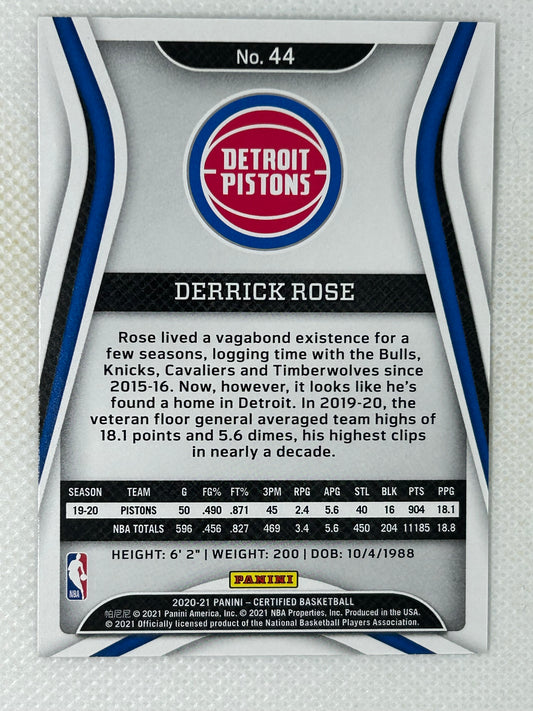 No. 44
DETROIT
PISTONS
DERRICK ROSE
Rose lived a vagabond existence for a
few seasons, logging time with the Bulls,
Knicks, Cavaliers and Timberwolves since
2015-16. Now, however, it looks like he's
found a home in Detroit. In 2019-20, the
veteran floor general averaged team highs of
18.1 points and 5.6 dimes, his highest clips
in nearly a decade.
SEASON TEAM G FG% FT% 3PM RPG APG STL BLK PTS PPG
19-20 PISTONS 50 .490 .871 45 2.4 5.6 40 16 904 18.1
NBA TOTALS 596 .456 .827 469 3.4 5.6 450 204 11185 18.8
HEIGHT: 6' 2" | WEIGHT: 200 | DOB: 10/4/1988
NBA
PANINI
2020-21 PANINI – CERTIFIED BASKETBALL
帕尼尼 © 2021 Panini America, Inc. © 2021 NBA Properties, Inc. Produced in the USA.
© 2021 Officially licensed product of the National Basketball Players Association.